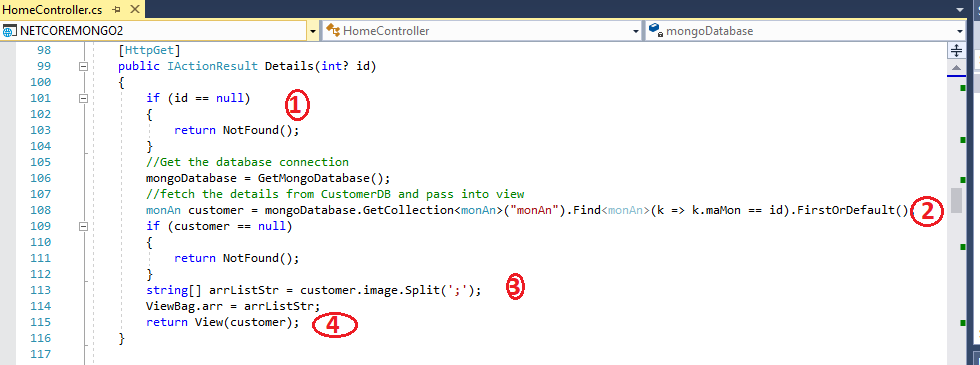 HomeController.cs
NETCOREMONGO2 HomeController mongoDatabase
98 [HttpGet]
99 public IActionResult Details(int? id)
100 {
101 if (id == null) 1
102 {
103 return NotFound();
104 }
105 //Get the database connection
106 mongoDatabase = GetMongoDatabase();
107 //fetch the details from CustomerDB and pass into view
108 monAn customer = mongoDatabase.GetCollection<monAn>("monAn").Find<monAn>(k => k.maMon == id).FirstOrDefault() 2
109 if (customer == null)
110 {
111 return NotFound();
112 }
113 string[] arrListStr = customer.image.Split(';'); 3
114 ViewBag.arr = arrListStr;
115 return View(customer); 4
116 }
117